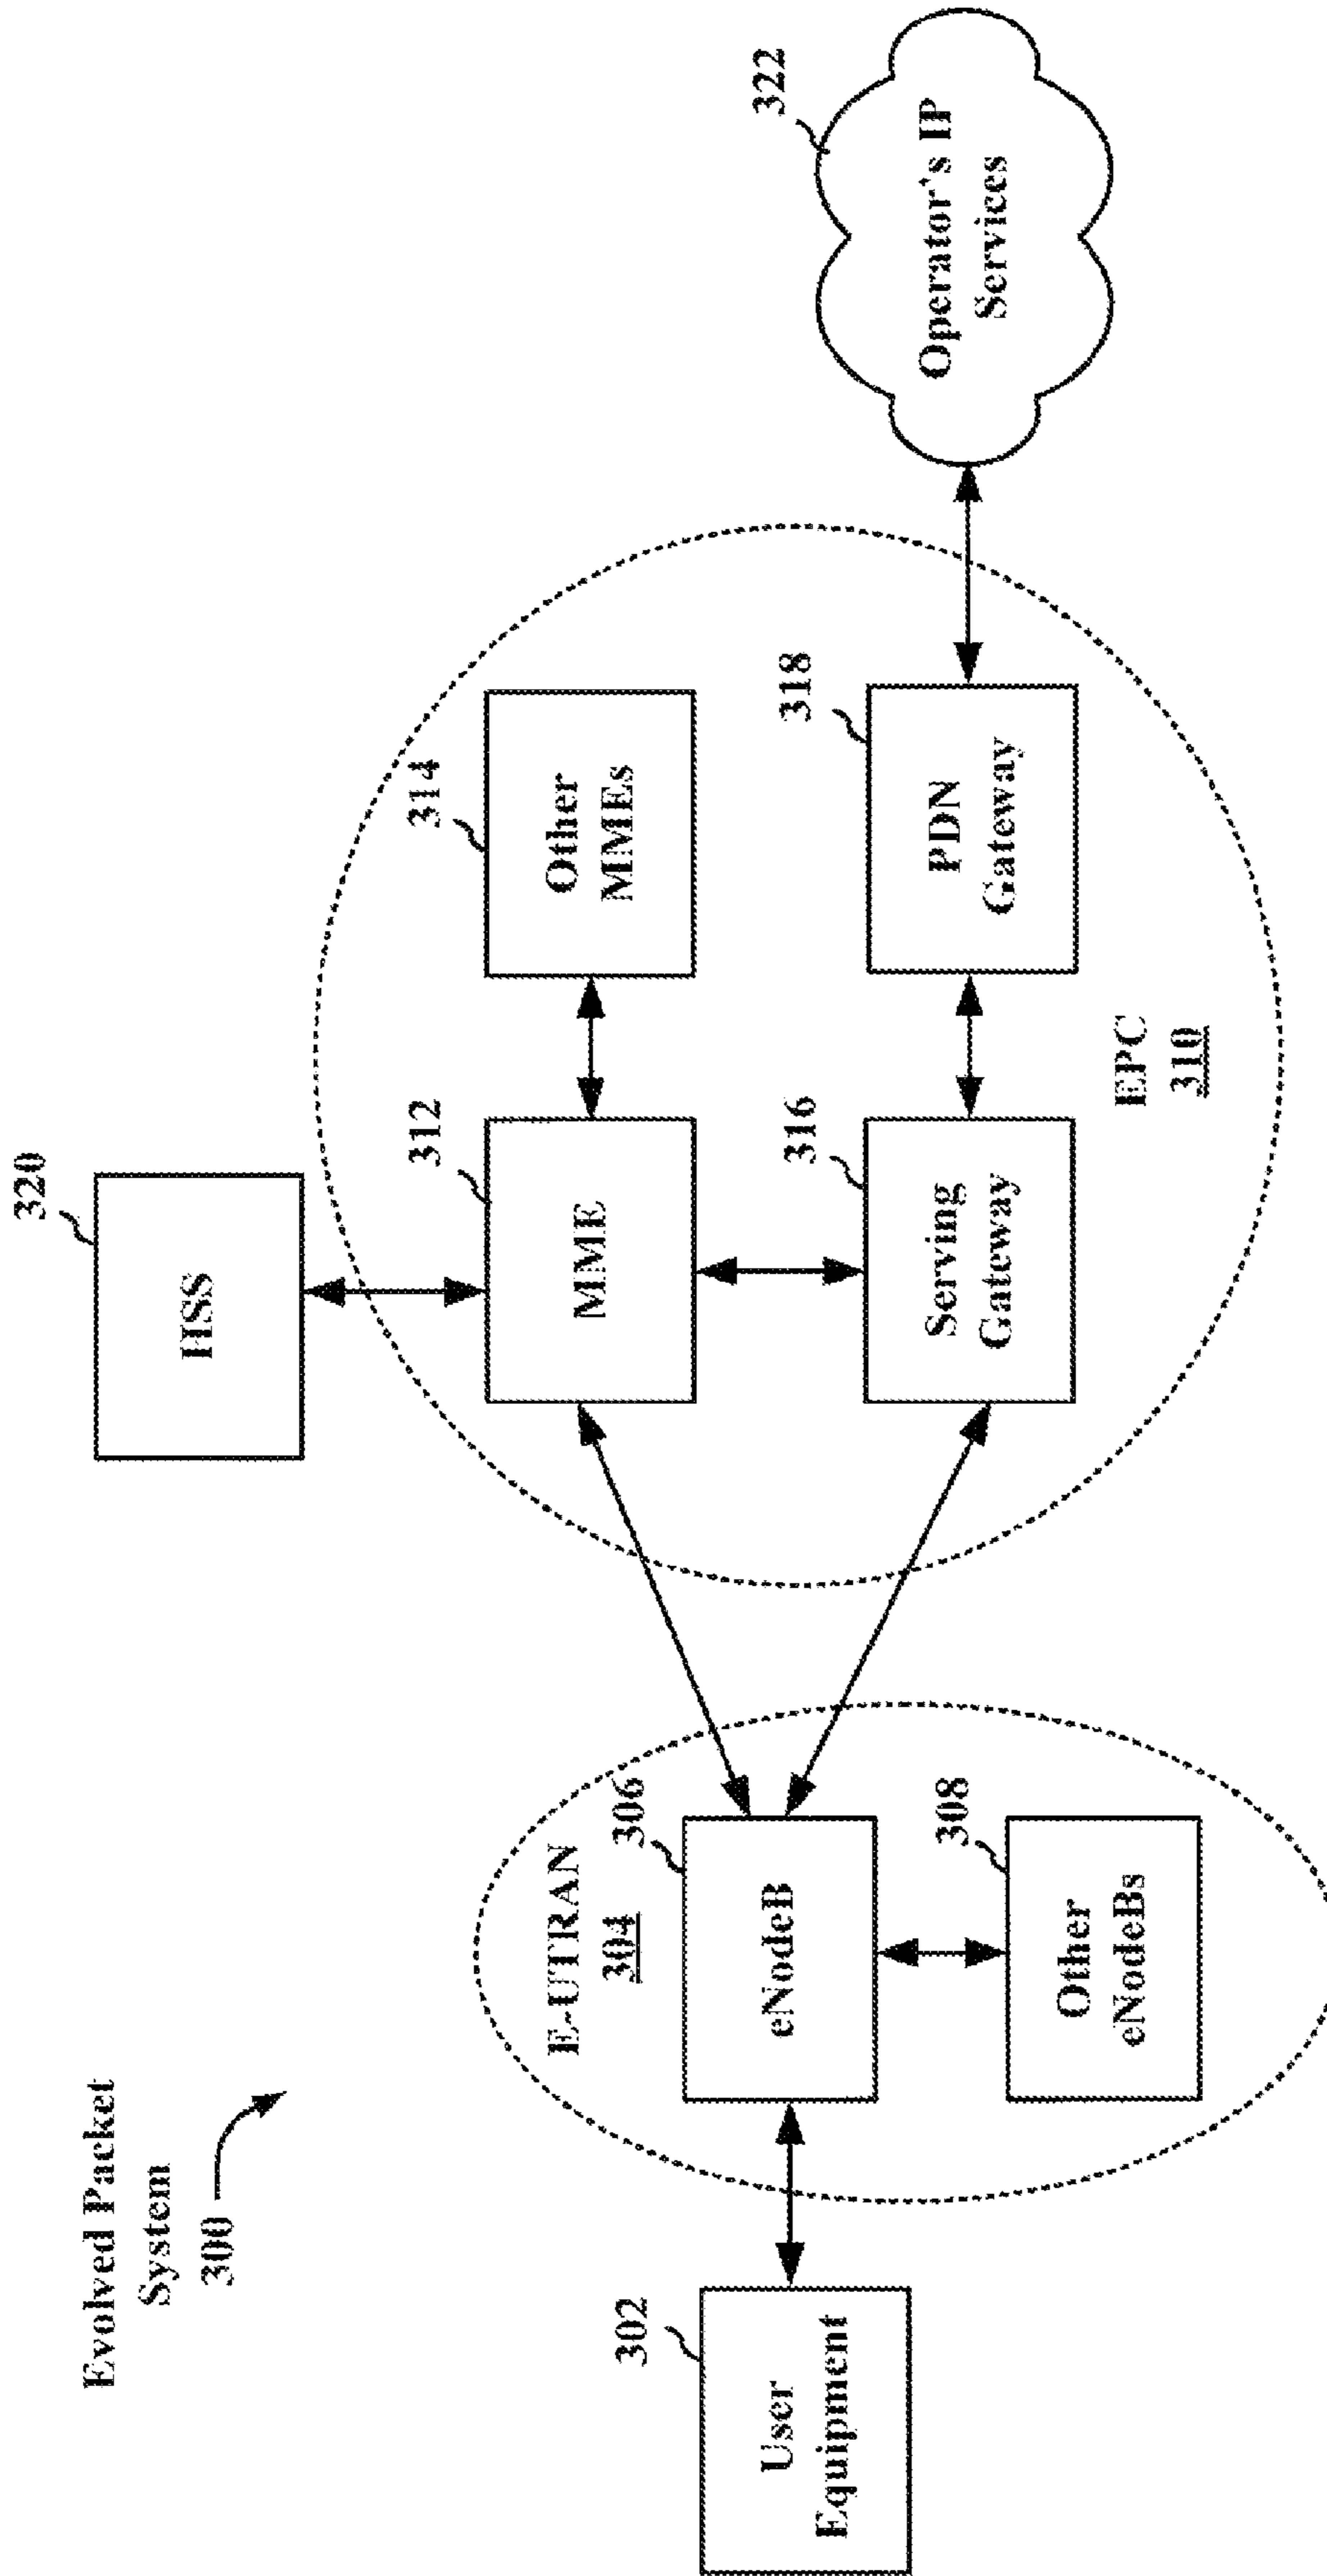 Evolved Packet
System
300
302
User
Equipment
E-UTRAN
304
306
eNodeB
308
Other
eNodeBs
320
HSS
312
MME
314
Other
MMEs
316
Serving
Gateway
318
PDN
Gateway
EPC
310
322
Operator's IP
Services